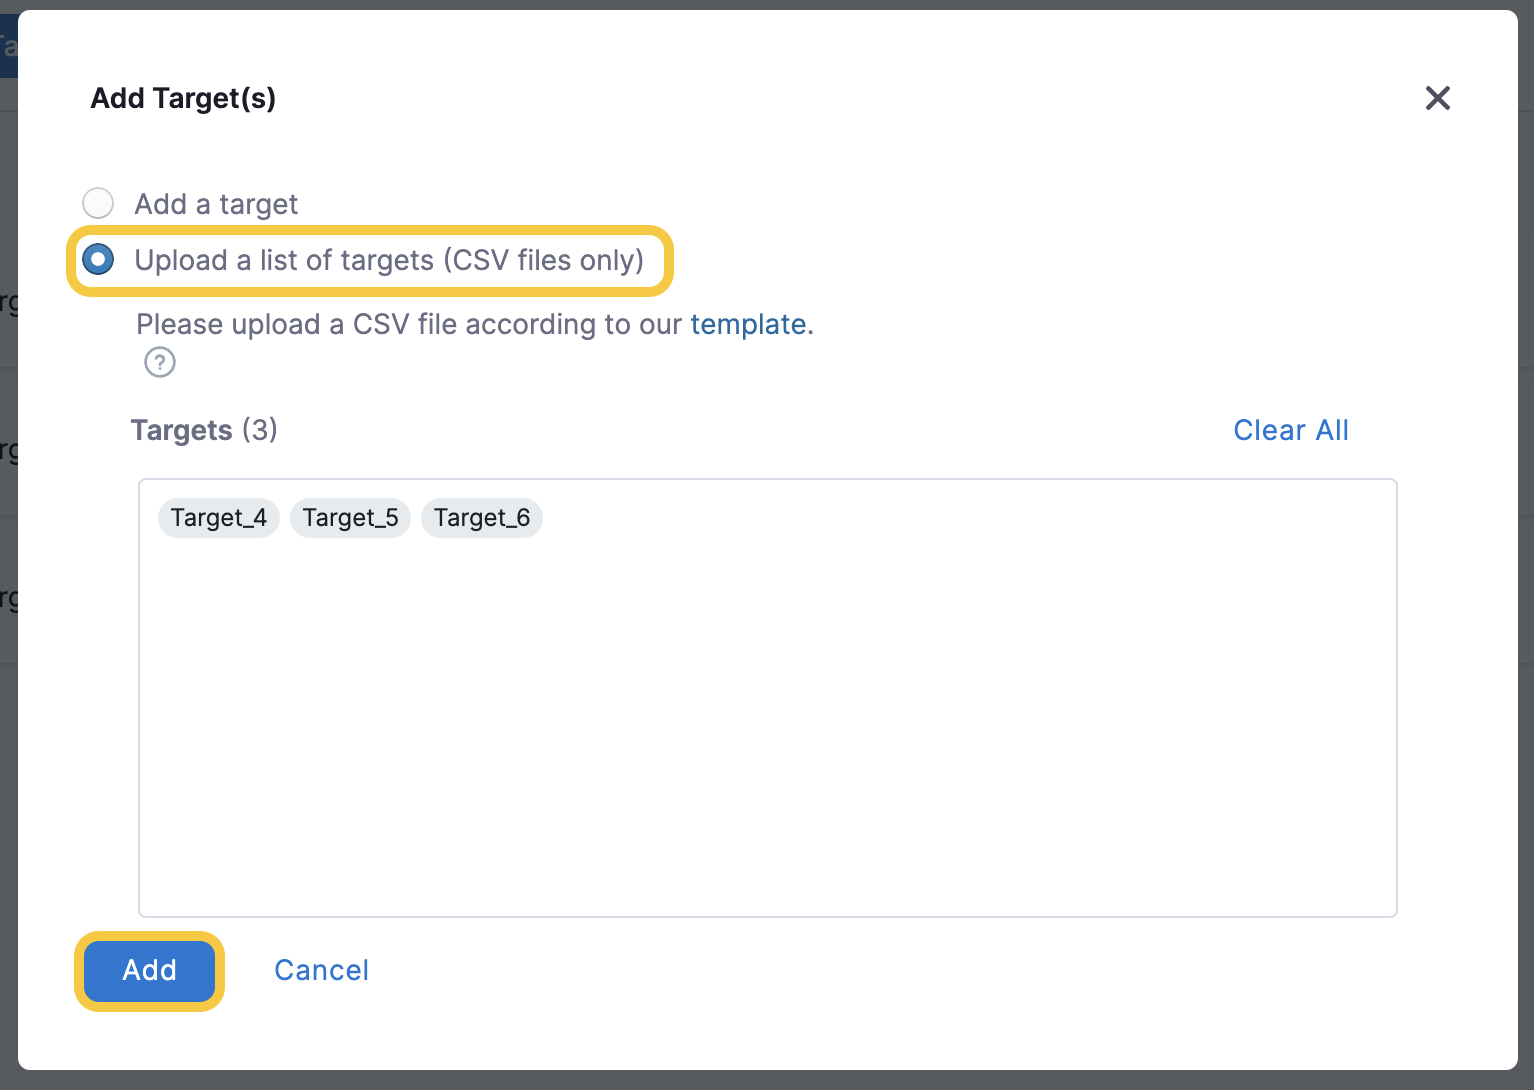 Add Target(s)
Add a target
Upload a list of targets (CSV files only)
Please upload a CSV file according to our template.
?
Targets (3) Clear All
Target_4 Target_5 Target_6
Add Cancel